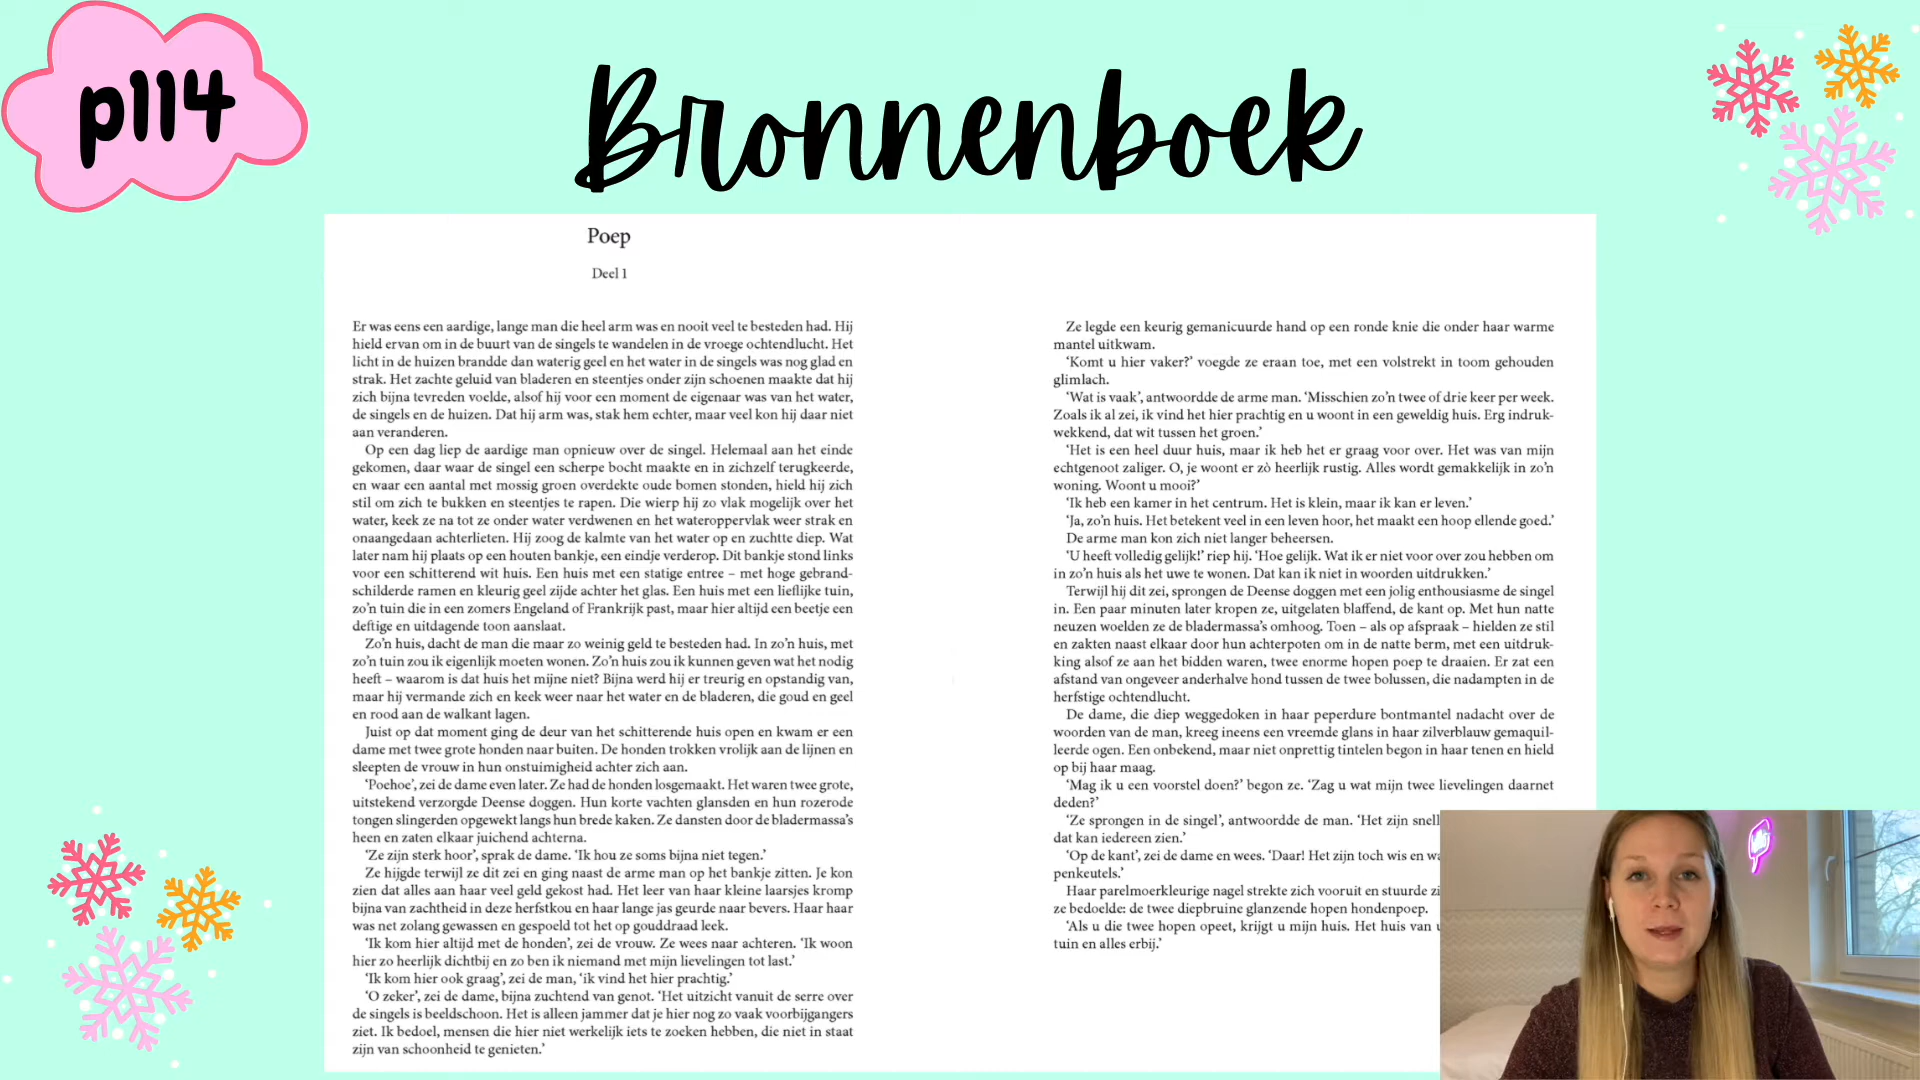 p114
Bronnenboek
Poep
Deel 1
Er was eens een aardige, lange man die heel arm was en nooit veel te besteden had. Hij
hield ervan om in de buurt van de singels te wandelen in de vroege ochtendlucht. Het
licht in de huizen brandde dan waterig geel en het water in de singels was nog glad en
strak. Het zachte geluid van bladeren en steentjes onder zijn schoenen maakte dat hij
zich bijna tevreden voelde, alsof hij voor een moment de eigenaar was van het water,
de singels en de huizen. Dat hij arm was, stak hem echter, maar veel kon hij daar niet
aan veranderen.
Op een dag liep de aardige man opnieuw over de singel. Helemaal aan het einde
gekomen, daar waar de singel een scherpe bocht maakte en in zichzelf terugkeerde,
en waar een aantal met mossig groen overdekte oude bomen stonden, hield hij zich
stil om zich te bukken en steentjes te rapen. Die wierp hij zo vlak mogelijk over het
water, keek ze na tot ze onder water verdwenen en het wateroppervlak weer strak en
onaangedaan achterlieten. Hij zoog de kalmte van het water op en zuchtte diep. Wat
later nam hij plaats op een houten bankje, een eindje verderop. Dit bankje stond links
voor een schitterend wit huis. Een huis met een statige entree – met hoge gebrand-
schilderde ramen en kleurig geel zijde achter het glas. Een huis met een lieflijke tuin,
zo’n tuin die in een zomers Engeland of Frankrijk past, maar hier altijd een beetje een
deftige en uitdagende toon aanslaat.
Zo’n huis, dacht de man die maar zo weinig geld te besteden had. In zo’n huis, met
zo’n tuin zou ik eigenlijk moeten wonen. Zo’n huis zou ik kunnen geven wat het nodig
heeft – waarom is dat huis het mijne niet? Bijna werd hij er treurig en opstandig van,
maar hij vermande zich en keek weer naar het water en de bladeren, die goud en geel
en rood aan de walkant lagen.
Juist op dat moment ging de deur van het schitterende huis open en kwam er een
dame met twee grote honden naar buiten. De honden trokken vrolijk aan de lijnen en
sleepten de vrouw in hun onstuimigheid achter zich aan.
‘Poehoe’, zei de dame even later. Ze had de honden losgemaakt. Het waren twee grote,
uitstekend verzorgde Deense doggen. Hun korte vachten glansden en hun rozerode
tongen slingerden opgewekt langs hun brede kaken. Ze dansten door de bladermassa’s
heen en zaten elkaar juichend achterna.
‘Ze zijn sterk hoor’, sprak de dame. ‘Ik hou ze soms bijna niet tegen.’
Ze hijgde terwijl ze dit zei en ging naast de arme man op het bankje zitten. Je kon
zien dat alles aan haar veel geld gekost had. Het leer van haar kleine laarsjes kromp
bijna van zachtheid in deze herfstkou en haar lange jas geurde naar bevers. Haar haar
was net zolang gewassen en gespoeld tot het op gouddraad leek.
‘Ik kom hier altijd met de honden’, zei de vrouw. Ze wees naar achteren. ‘Ik woon
hier zo heerlijk dichtbij en zo ben ik niemand met mijn lievelingen tot last.’
‘Ik kom hier ook graag’, zei de man, ‘ik vind het hier prachtig.’
‘O zeker’, zei de dame, bijna zuchtend van genot. ‘Het uitzicht vanuit de serre over
de singels is beeldschoon. Het is alleen jammer dat je hier nog zo vaak voorbijgangers
ziet. Ik bedoel, mensen die hier niet werkelijk iets te zoeken hebben, die niet in staat
zijn van schoonheid te genieten.’
Ze legde een keurig gemanicuurde hand op een ronde knie die onder haar warme
mantel uitkwam.
‘Komt u hier vaker?’ voegde ze eraan toe, met een volstrekt in toom gehouden
glimlach.
‘Wat is vaak’, antwoordde de arme man. ‘Misschien zo’n twee of drie keer per week.
Zoals ik al zei, ik vind het hier prachtig en u woont in een geweldig huis. Erg indruk-
wekkend, dat wit tussen het groen.’
‘Het is een heel duur huis, maar ik heb het er graag voor over. Het was van mijn
echtgenoot zaliger. O, je woont er zò heerlijk rustig. Alles wordt gemakkelijk in zo’n
woning. Woont u mooi?’
‘Ik heb een kamer in het centrum. Het is klein, maar ik kan er leven.’
‘Ja, zo’n huis. Het betekent veel in een leven hoor, het maakt een hoop ellende goed.’
De arme man kon zich niet langer beheersen.
‘U heeft volledig gelijk!’ riep hij. ‘Hoe gelijk. Wat ik er niet voor over zou hebben om
in zo’n huis als het uwe te wonen. Dat kan ik niet in woorden uitdrukken.’
Terwijl hij dit zei, sprongen de Deense doggen met een jolig enthousiasme de singel
in. Een paar minuten later kropen ze, uitgelaten blaffend, de kant op. Met hun natte
neuzen woelden ze de bladermassa’s omhoog. Toen – als op afspraak – hielden ze stil
en zakten naast elkaar door hun achterpoten om in de natte berm, met een uitdruk-
king alsof ze aan het bidden waren, twee enorme hopen poep te draaien. Er zat een
afstand van ongeveer anderhalve hond tussen de twee bolussen, die nadampten in de
herfstige ochtendlucht.
De dame, die diep weggedoken in haar peperdure bontmantel nadacht over de
woorden van de man, kreeg ineens een vreemde glans in haar zilverblauw gemaquil-
leerde ogen. Een onbekend, maar niet onprettig tintelen begon in haar tenen en hield
op bij haar maag.
‘Mag ik u een voorstel doen?’ begon ze. ‘Zag u wat mijn twee lievelingen daarnet
deden?’
‘Ze sprongen in de singel’, antwoordde de man. ‘Het zijn snell
dat kan iedereen zien.’
‘Op de kant’, zei de dame en wees. ‘Daar! Het zijn toch wis en wa
penkeutels.’
Haar parelmoerkleurige nagel strekte zich vooruit en stuurde zi
ze bedoelde: de twee diepbruine glanzende hopen hondenpoep.
‘Als u die twee hopen opeet, krijgt u mijn huis. Het huis van u
tuin en alles erbij.’